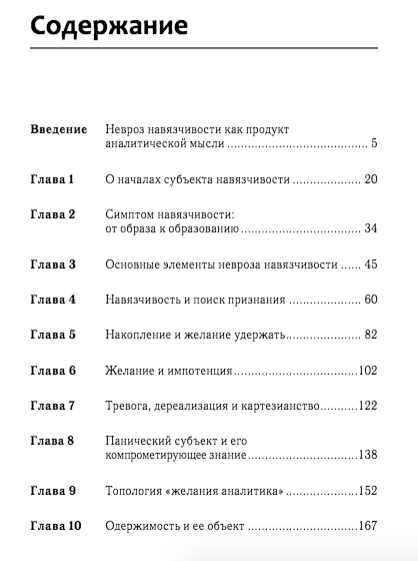 Содержание
Введение Невроз навязчивости как продукт
аналитической мысли ........................................ 5
Глава 1 О началах субъекта навязчивости .................... 20
Глава 2 Симптом навязчивости:
от образа к образованию ................................... 34
Глава 3 Основные элементы невроза навязчивости ...... 45
Глава 4 Навязчивость и поиск признания ..................... 60
Глава 5 Накопление и желание удержать........................ 82
Глава 6 Желание и импотенция....................................102
Глава 7 Тревога, дереализация и картезианство...........122
Глава 8 Панический субъект и его
компрометирующее знание................................138
Глава 9 Топология «желания аналитика» .....................152
Глава 10 Одержимость и ее объект ................................167